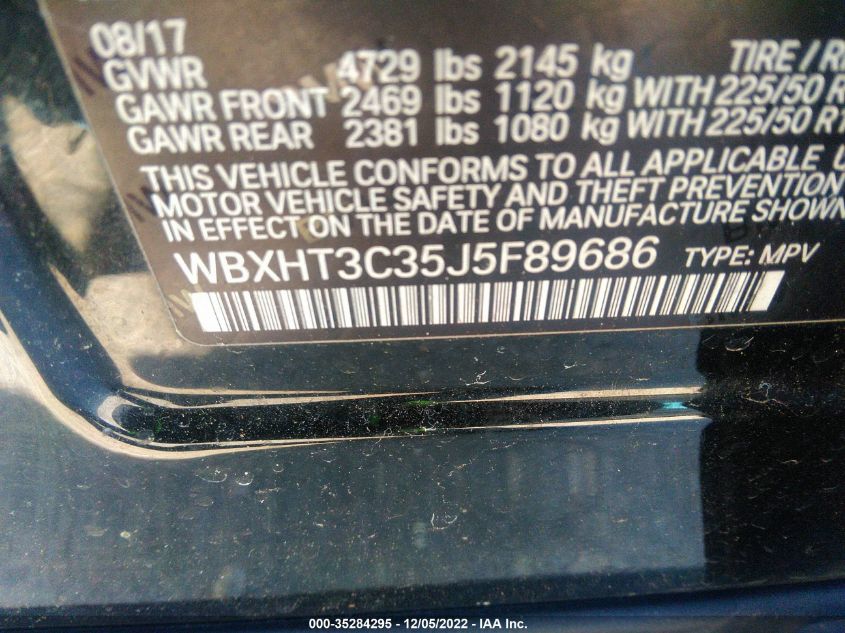 08/17
GVWR 4729 lbs 2145 kg TIRE /
GAWR FRONT 2469 lbs 1120 kg WITH 225/50
GAWR REAR 2381 lbs 1080 kg WITH 225/50
THIS VEHICLE CONFORMS TO ALL APPLICABLE
MOTOR VEHICLE SAFETY AND THEFT PREVENTION
IN EFFECT ON THE DATE OF MANUFACTURE SHOWN
WBXHT3C35J5F89686 TYPE: MPV
000-35284295 - 12/05/2022 - IAA Inc.